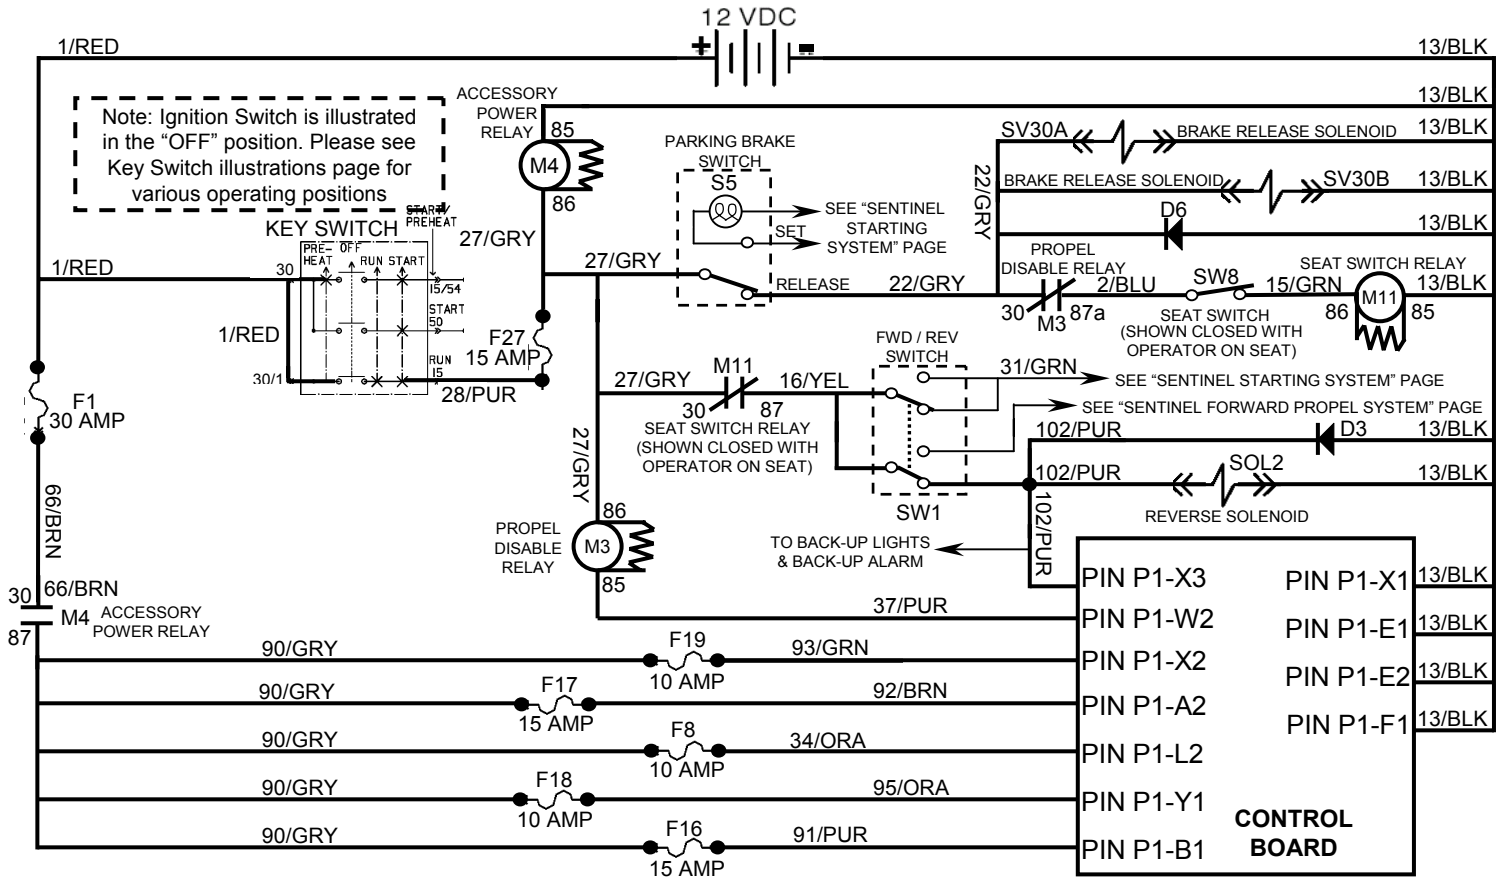 12 VDC
1/RED
13/BLK
Note: Ignition Switch is illustrated
in the “OFF” position. Please see
Key Switch illustrations page for
various operating positions
ACCESSORY
POWER
RELAY
85
M4
86
13/BLK
PARKING BRAKE
SWITCH
S5
SET
SEE “SENTINEL
STARTING
SYSTEM” PAGE
RELEASE
SV30A
BRAKE RELEASE SOLENOID
13/BLK
BRAKE RELEASE SOLENOID
SV30B
13/BLK
22/GRY
D6
13/BLK
KEY SWITCH
START/
PREHEAT
PRE-
HEAT
OFF
RUN
START
30
15/54
START
50
RUN
15
30/1
1/RED
1/RED
27/GRY
27/GRY
22/GRY
PROPEL
DISABLE RELAY
30
M3
87a
2/BLU
SW8
SEAT SWITCH
(SHOWN CLOSED WITH
OPERATOR ON SEAT)
15/GRN
SEAT SWITCH RELAY
M11
86
85
13/BLK
F27
15 AMP
28/PUR
F1
30 AMP
27/GRY
M11
30
87
16/YEL
SEAT SWITCH RELAY
(SHOWN CLOSED WITH
OPERATOR ON SEAT)
FWD / REV
SWITCH
SW1
31/GRN
SEE “SENTINEL STARTING SYSTEM” PAGE
SEE “SENTINEL FORWARD PROPEL SYSTEM” PAGE
102/PUR
D3
13/BLK
102/PUR
SOL2
13/BLK
REVERSE SOLENOID
102/PUR
TO BACK-UP LIGHTS
& BACK-UP ALARM
27/GRY
PROPEL
DISABLE
RELAY
86
M3
85
66/BRN
30
66/BRN
M4
ACCESSORY
POWER RELAY
87
37/PUR
90/GRY
F19
10 AMP
93/GRN
90/GRY
F17
15 AMP
92/BRN
90/GRY
F8
10 AMP
34/ORA
90/GRY
F18
10 AMP
95/ORA
90/GRY
F16
15 AMP
91/PUR
PIN P1-X3
PIN P1-W2
PIN P1-X2
PIN P1-A2
PIN P1-L2
PIN P1-Y1
PIN P1-B1
PIN P1-X1
13/BLK
PIN P1-E1
13/BLK
PIN P1-E2
13/BLK
PIN P1-F1
13/BLK
CONTROL
BOARD